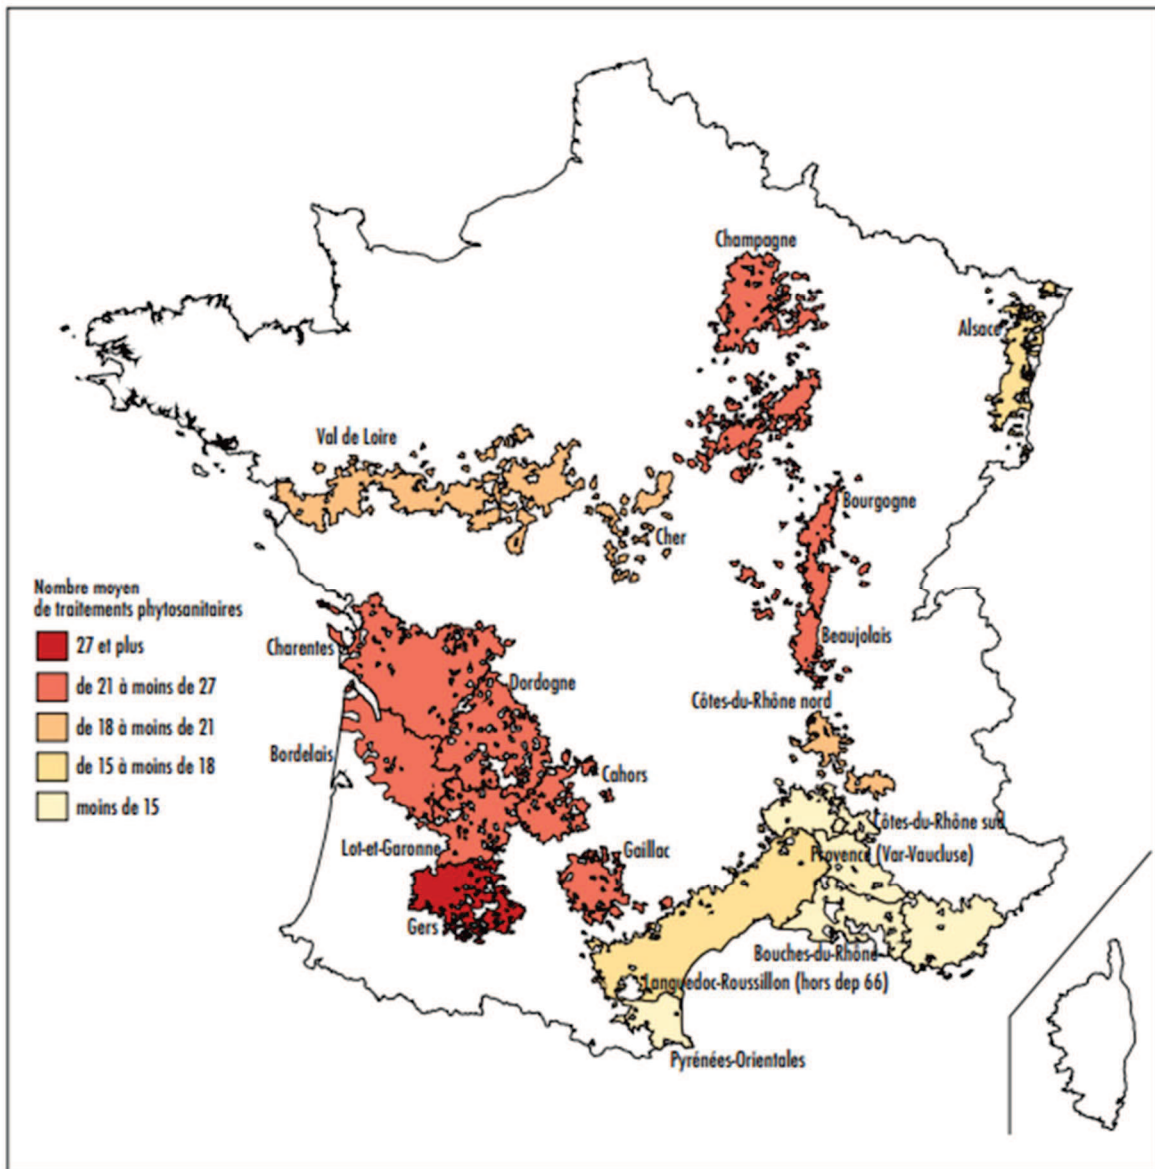 Champagne
Alsace
Val de Loire
Bourgogne
Cher
Nombre moyen
de traitements phytosanitaires
27 et plus
de 21 à moins de 27
de 18 à moins de 21
de 15 à moins de 18
moins de 15
Charentes
Beaujolais
Dordogne
Côtes-du-Rhône nord
Bordelais
Cahors
Côtes-du-Rhône sud
Lot-et-Garonne
Gaillac
Provence (Var-Vaucluse)
Gers
Bouches-du-Rhône
Languedoc-Roussillon (hors dep 66)
Pyrénées-Orientales